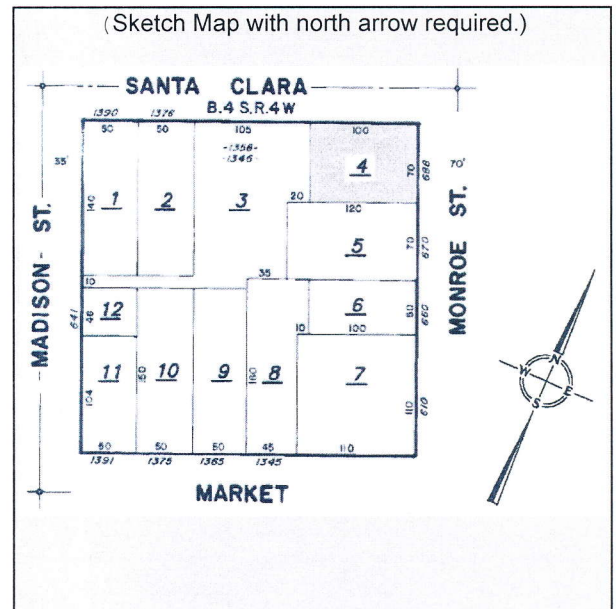 (Sketch Map with north arrow required.)
SANTA CLARA
B.4 S.R.4W
1390 1376
50 50 105 100
-1356-
-1346-
35' 70'
1 2 3 4
140 70 688
20 120
5
70 670
MADISON ST.
MONROE ST.
10 35
12 6
641 46 50 660
10 100
11 10 9 8 7
104 150 160 110 610
50 50 50 45 110
1391 1375 1365 1345
MARKET
N
W
E
S